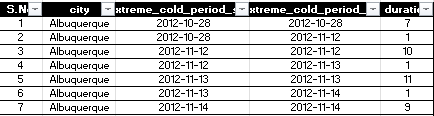 S.N city xtreme_cold_period_s xtreme_cold_period_ duratio
1 Albuquerque 2012-10-28 2012-10-28 7
2 Albuquerque 2012-10-28 2012-11-12 1
3 Albuquerque 2012-11-12 2012-11-12 10
4 Albuquerque 2012-11-12 2012-11-13 1
5 Albuquerque 2012-11-13 2012-11-13 11
6 Albuquerque 2012-11-13 2012-11-14 1
7 Albuquerque 2012-11-14 2012-11-14 9